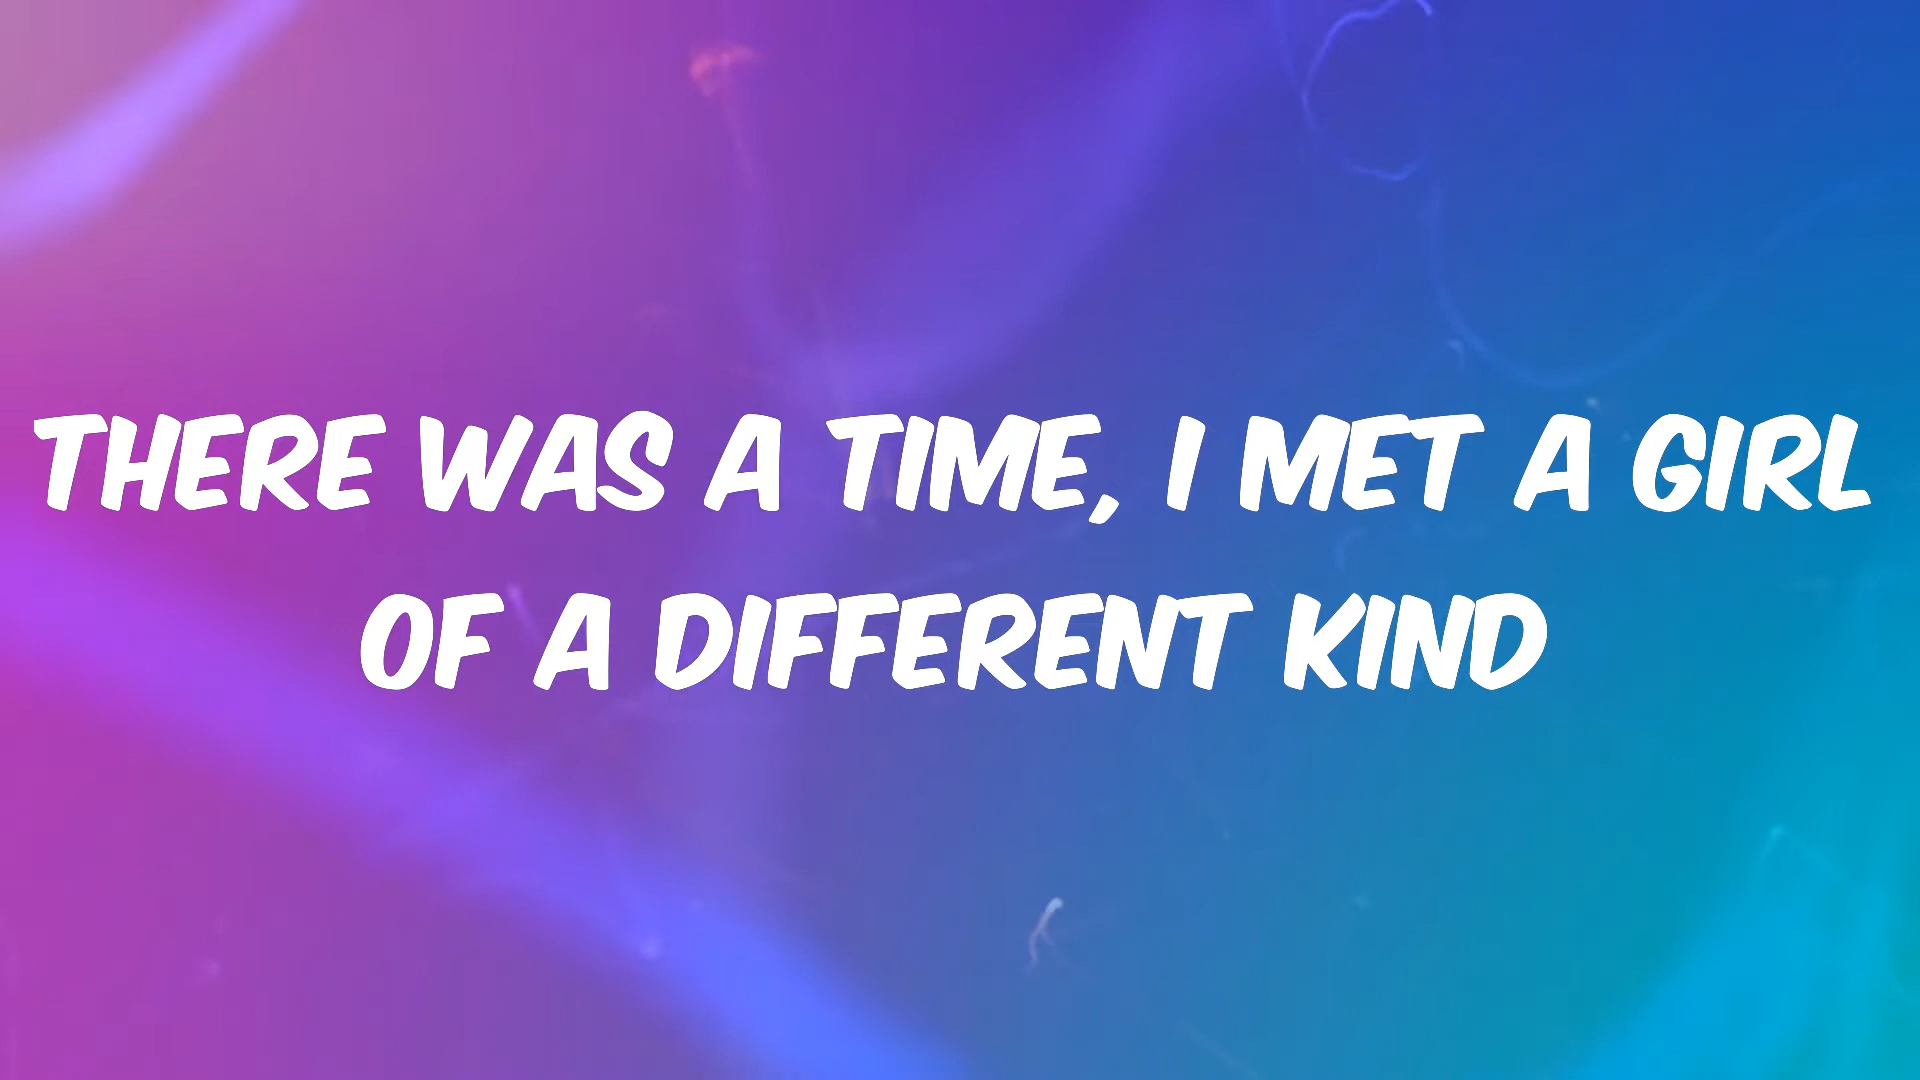 THERE WAS A TIME, I MET A GIRL
OF A DIFFERENT KIND